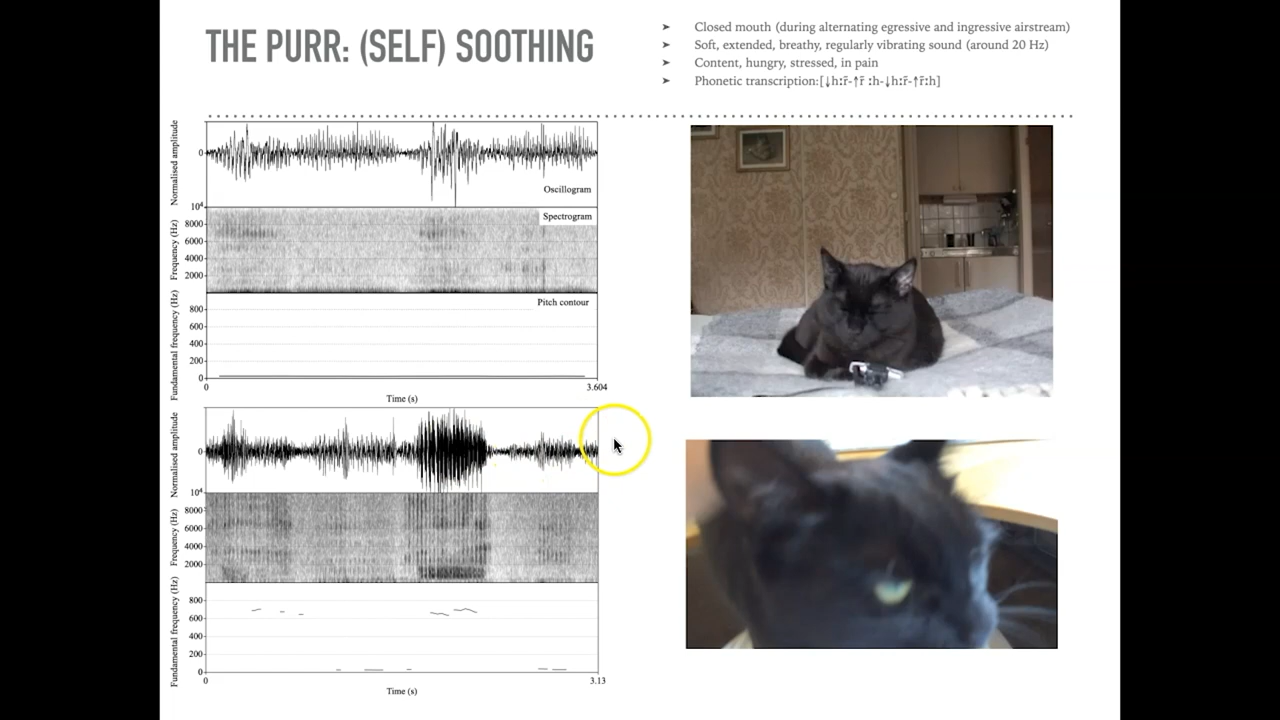 THE PURR: (SELF) SOOTHING
➤ Closed mouth (during alternating egressive and ingressive airstream)
➤ Soft, extended, breathy, regularly vibrating sound (around 20 Hz)
➤ Content, hungry, stressed, in pain
➤ Phonetic transcription:[↓hːr̃-↑r̃ ːh-↓hːr̃-↑r̃ːh]
Normalised amplitude
0
Oscillogram
10⁴
Spectrogram
Frequency (Hz)
8000
6000
4000
2000
Pitch contour
Fundamental frequency (Hz)
800
600
400
200
0
0 3.604
Time (s)
Normalised amplitude
0
10⁴
Frequency (Hz)
8000
6000
4000
2000
Fundamental frequency (Hz)
800
600
400
200
0
0 3.13
Time (s)